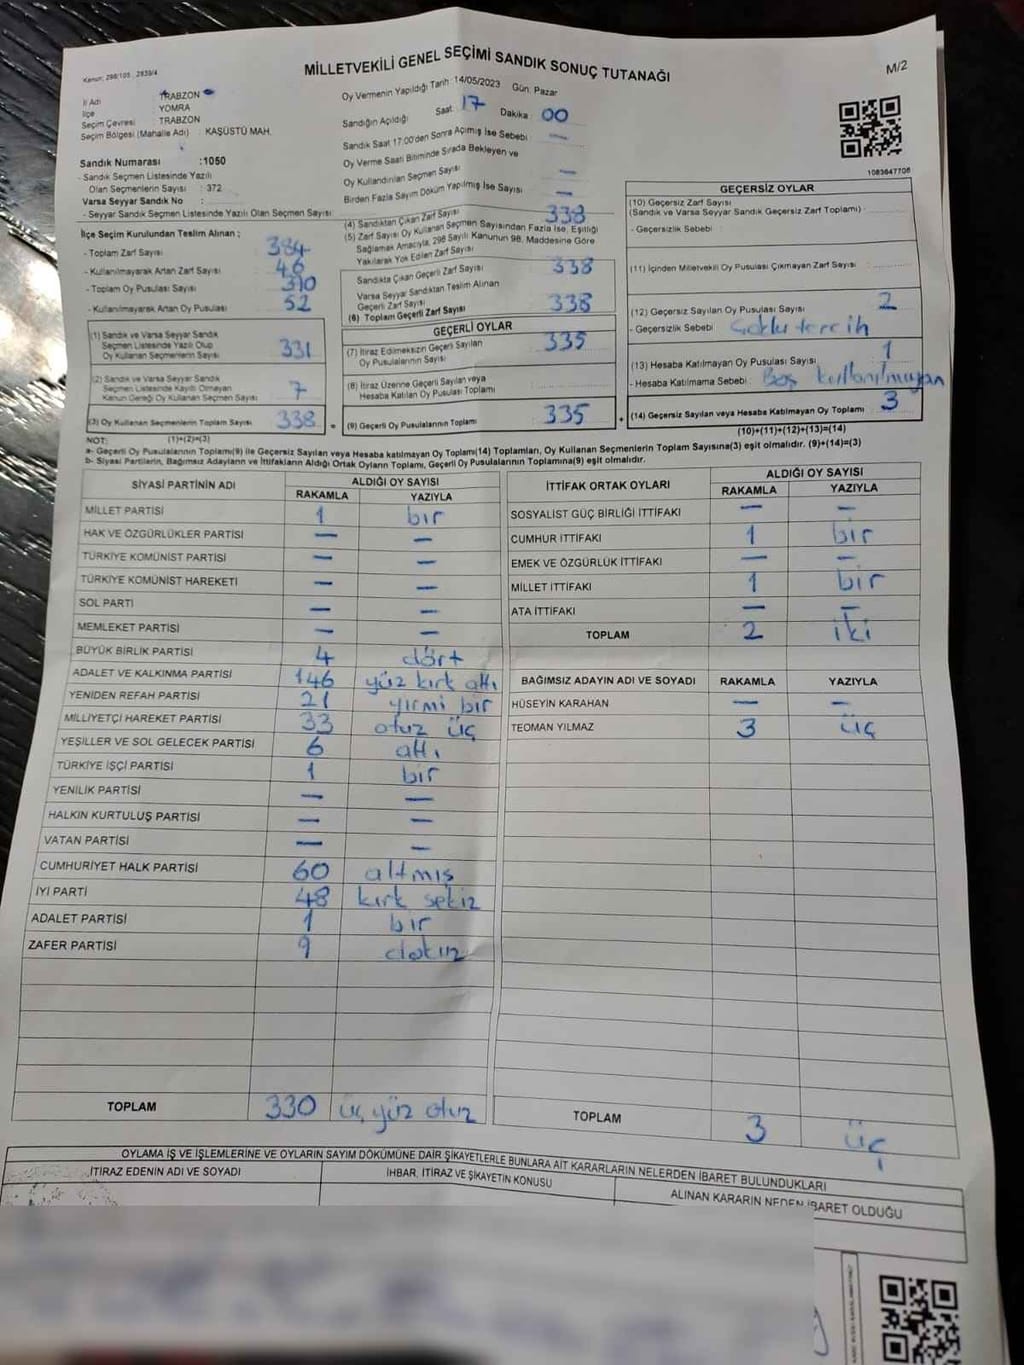 Kanun: 298/105 , 2839/4
MİLLETVEKİLİ GENEL SEÇİMİ SANDIK SONUÇ TUTANAĞI
M/2
İl Adı TRABZON
İlçe YOMRA
Seçim Çevresi TRABZON
Seçim Bölgesi (Mahalle Adı) : KAŞÜSTÜ MAH.
Sandık Numarası :1050
- Sandık Seçmen Listesinde Yazılı
Olan Seçmenlerin Sayısı : 372
Varsa Seyyar Sandık No :
- Seyyar Sandık Seçmen Listesinde Yazılı Olan Seçmen Sayısı
Oy Vermenin Yapıldığı Tarih :14/05/2023 Gün: Pazar
Sandığın Açıldığı Saat: 17 Dakika : 00
Sandık Saat 17:00'den Sonra Açılmış İse Sebebi : —
Oy Verme Saati Bitiminde Sırada Bekleyen ve
Oy Kullandırılan Seçmen Sayısı —
Birden Fazla Sayım Döküm Yapılmış İse Sayısı —
1083647706
İlçe Seçim Kurulundan Teslim Alınan ;
- Toplam Zarf Sayısı 384
- Kullanılmayarak Artan Zarf Sayısı 46
- Toplam Oy Pusulası Sayısı 390
- Kullanılmayarak Artan Oy Pusulası 52
(1) Sandık ve Varsa Seyyar Sandık
Seçmen Listesinde Yazılı Olup
Oy Kullanan Seçmenlerin Sayısı 331
(2) Sandık ve Varsa Seyyar Sandık
Seçmen Listesinde Kayıtlı Olmayan
Kanun Gereği Oy Kullanan Seçmen Sayısı 7
(3) Oy Kullanan Seçmenlerin Toplam Sayısı 338
(1)+(2)=(3)
(4) Sandıktan Çıkan Zarf Sayısı 338
(5) Zarf Sayısı Oy Kullanan Seçmen Sayısından Fazla İse, Eşitliği
Sağlamak Amacıyla, 298 Sayılı Kanunun 98. Maddesine Göre
Yakılarak Yok Edilen Zarf Sayısı
Sandıkta Çıkan Geçerli Zarf Sayısı 338
Varsa Seyyar Sandıktan Teslim Alınan
Geçerli Zarf Sayısı
(6) Toplam Geçerli Zarf Sayısı 338
GEÇERLİ OYLAR
(7) İtiraz Edilmeksizin Geçerli Sayılan
Oy Pusulalarının Sayısı 335
(8) İtiraz Üzerine Geçerli Sayılan veya
Hesaba Katılan Oy Pusulası Toplamı
(9) Geçerli Oy Pusulalarının Toplamı 335
GEÇERSİZ OYLAR
(10) Geçersiz Zarf Sayısı
(Sandık ve Varsa Seyyar Sandık Geçersiz Zarf Toplamı) :
- Geçersizlik Sebebi :
(11) İçinden Milletvekili Oy Pusulası Çıkmayan Zarf Sayısı :
(12) Geçersiz Sayılan Oy Pusulası Sayısı : 2
- Geçersizlik Sebebi : Çoklu tercih
(13) Hesaba Katılmayan Oy Pusulası Sayısı : 1
- Hesaba Katılmama Sebebi : Boş kullanılmayan
(14) Geçersiz Sayılan veya Hesaba Katılmayan Oy Toplamı 3
(10)+(11)+(12)+(13)=(14)
NOT:
a- Geçerli Oy Pusulalarının Toplamı(9) ile Geçersiz Sayılan veya Hesaba katılmayan Oy Toplamı(14) Toplamları, Oy Kullanan Seçmenlerin Toplam Sayısına(3) eşit olmalıdır. (9)+(14)=(3)
b- Siyasi Partilerin, Bağımsız Adayların ve İttifakların Aldığı Ortak Oyların Toplamı, Geçerli Oy Pusulalarının Toplamına(9) eşit olmalıdır.
SİYASİ PARTİNİN ADI ALDIĞI OY SAYISI
RAKAMLA YAZIYLA
MİLLET PARTİSİ 1 bir
HAK VE ÖZGÜRLÜKLER PARTİSİ — —
TÜRKİYE KOMÜNİST PARTİSİ — —
TÜRKİYE KOMÜNİST HAREKETİ — —
SOL PARTİ — —
MEMLEKET PARTİSİ — —
BÜYÜK BİRLİK PARTİSİ 4 dört
ADALET VE KALKINMA PARTİSİ 146 yüz kırk altı
YENİDEN REFAH PARTİSİ 21 yirmi bir
MİLLİYETÇİ HAREKET PARTİSİ 33 otuz üç
YEŞİLLER VE SOL GELECEK PARTİSİ 6 altı
TÜRKİYE İŞÇİ PARTİSİ 1 bir
YENİLİK PARTİSİ — —
HALKIN KURTULUŞ PARTİSİ — —
VATAN PARTİSİ — —
CUMHURİYET HALK PARTİSİ 60 altmış
İYİ PARTİ 48 kırk sekiz
ADALET PARTİSİ 1 bir
ZAFER PARTİSİ 9 dokuz
TOPLAM 330 üç yüz otuz
İTTİFAK ORTAK OYLARI ALDIĞI OY SAYISI
RAKAMLA YAZIYLA
SOSYALİST GÜÇ BİRLİĞİ İTTİFAKI — —
CUMHUR İTTİFAKI 1 bir
EMEK VE ÖZGÜRLÜK İTTİFAKI — —
MİLLET İTTİFAKI 1 bir
ATA İTTİFAKI — —
TOPLAM 2 iki
BAĞIMSIZ ADAYIN ADI VE SOYADI RAKAMLA YAZIYLA
HÜSEYİN KARAHAN — —
TEOMAN YILMAZ 3 üç
TOPLAM 3 üç
OYLAMA İŞ VE İŞLEMLERİNE VE OYLARIN SAYIM DÖKÜMÜNE DAİR ŞİKAYETLERLE BUNLARA AİT KARARLARIN NELERDEN İBARET BULUNDUKLARI
İTİRAZ EDENİN ADI VE SOYADI İHBAR, İTİRAZ VE ŞİKAYETİN KONUSU ALINAN KARARIN NEDEN İBARET OLDUĞU